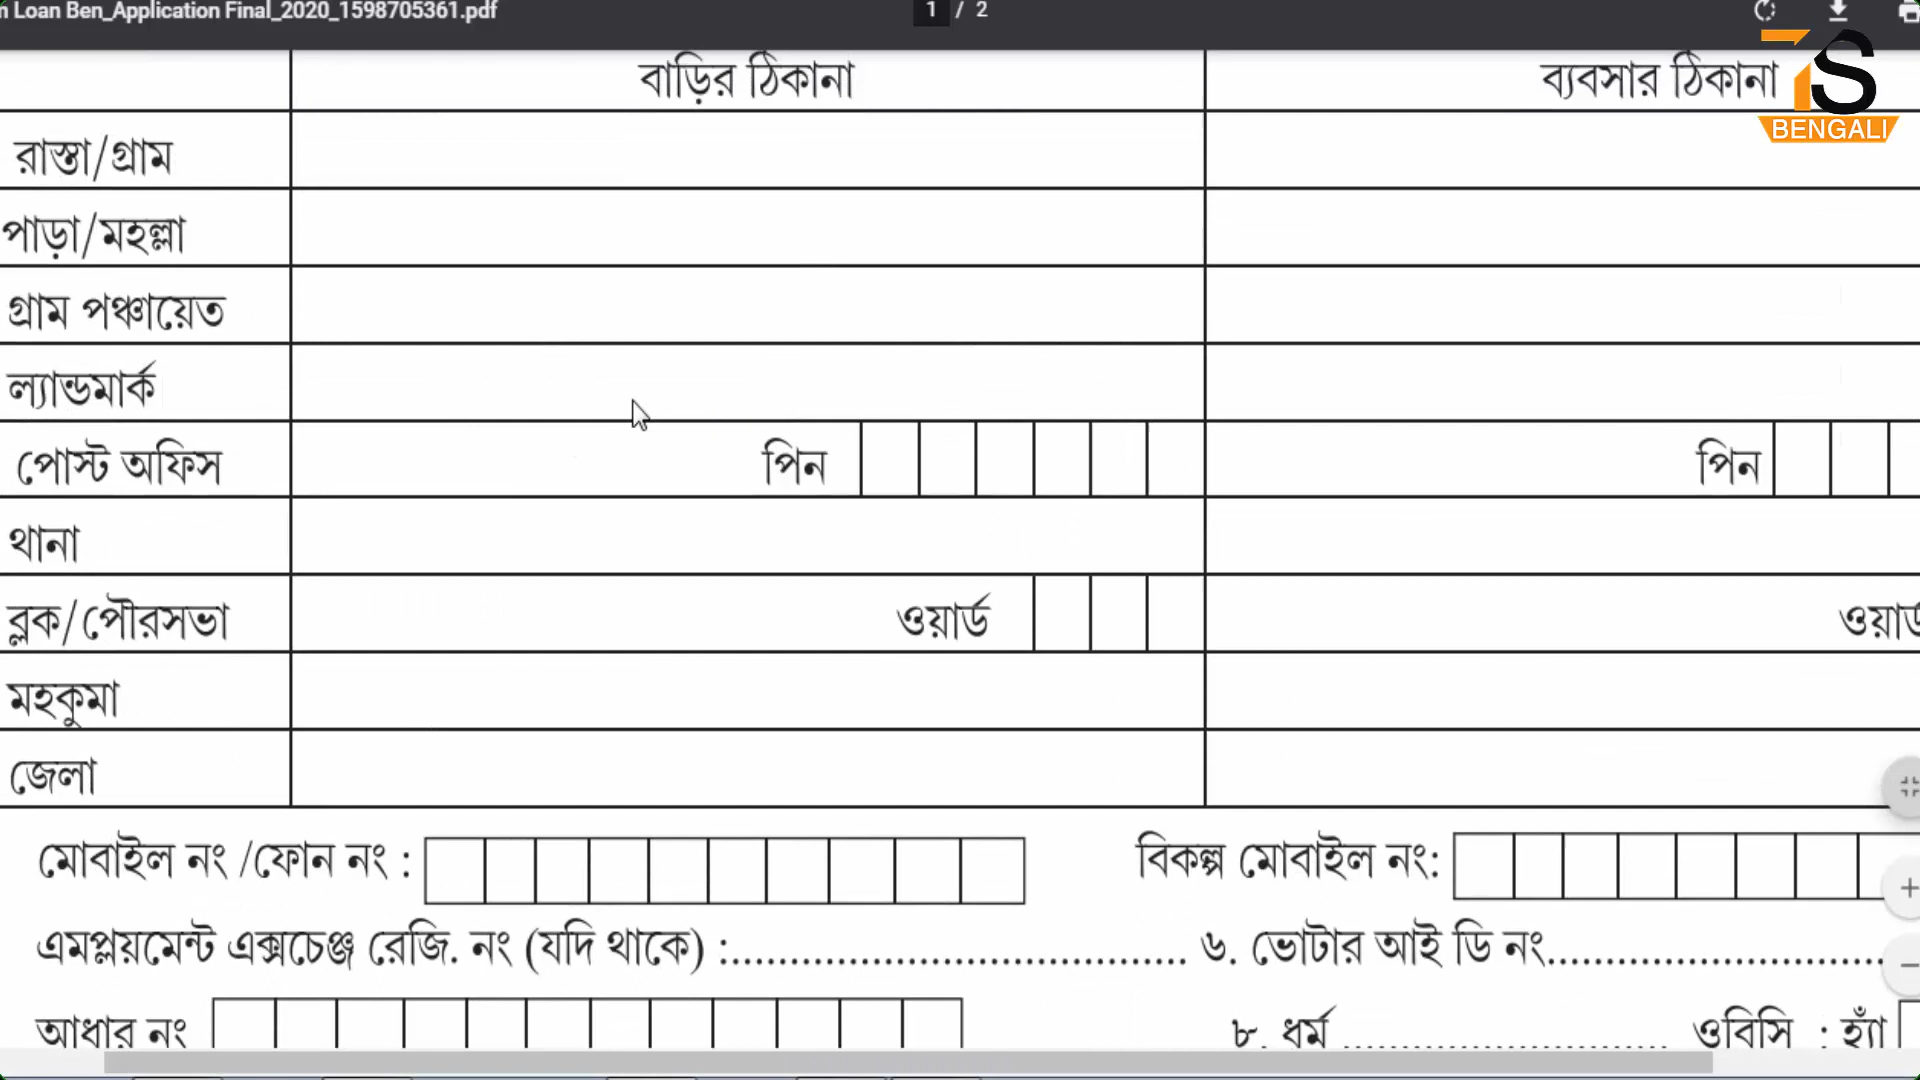 Loan Ben_Application Final_2020_1598705361.pdf
1 / 2
S
BENGALI
বাড়ির ঠিকানা ব্যবসার ঠিকানা
রাস্তা/গ্রাম
পাড়া/মহল্লা
গ্রাম পঞ্চায়েত
ল্যান্ডমার্ক
পোস্ট অফিস পিন পিন
থানা
ব্লক/পৌরসভা ওয়ার্ড
মহকুমা
জেলা
মোবাইল নং /ফোন নং : বিকল্প মোবাইল নং:
এমপ্লয়মেন্ট এক্সচেঞ্জ রেজি. নং (যদি থাকে) :....................................... ৬. ভোটার আই ডি নং.............................
আধার নং ৮. ধর্ম ............................ ওবিসি : হ্যাঁ